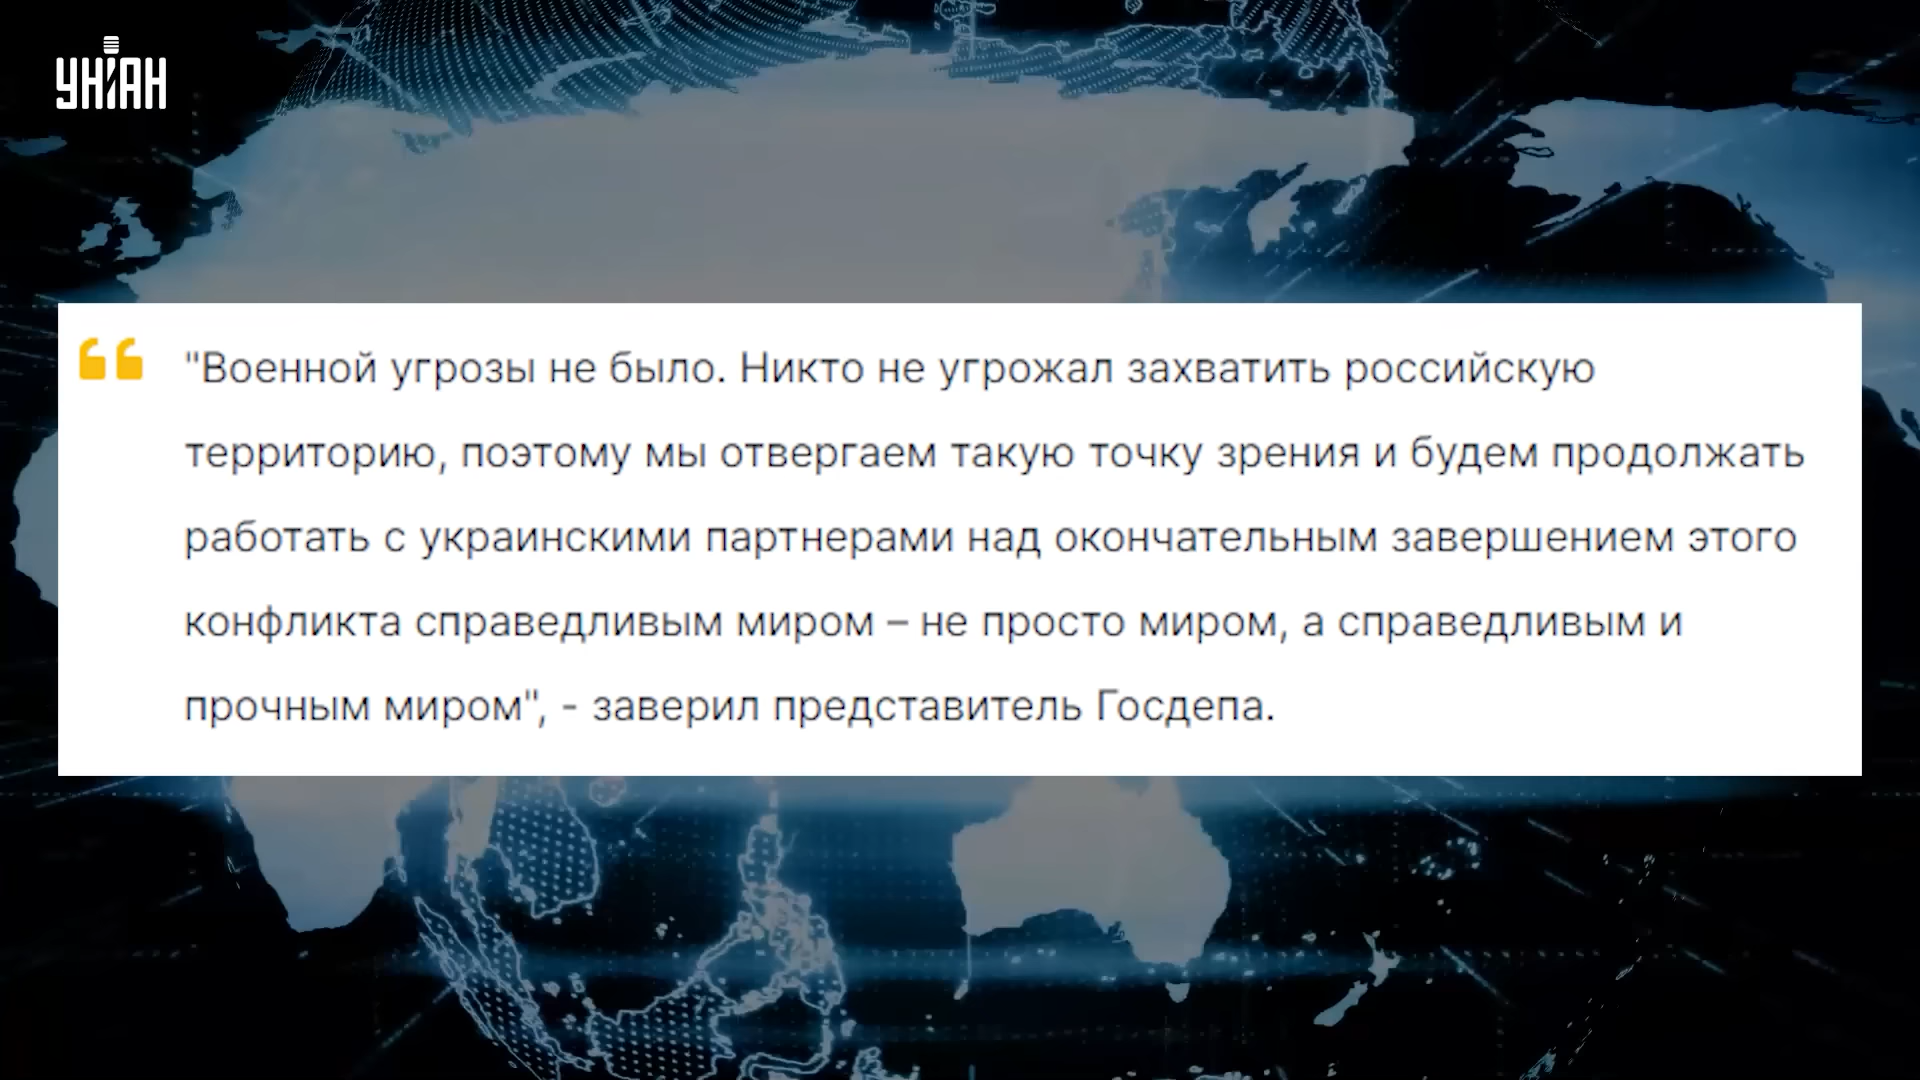 УНІАН
"Военной угрозы не было. Никто не угрожал захватить российскую
территорию, поэтому мы отвергаем такую точку зрения и будем продолжать
работать с украинскими партнерами над окончательным завершением этого
конфликта справедливым миром – не просто миром, а справедливым и
прочным миром", - заверил представитель Госдепа.